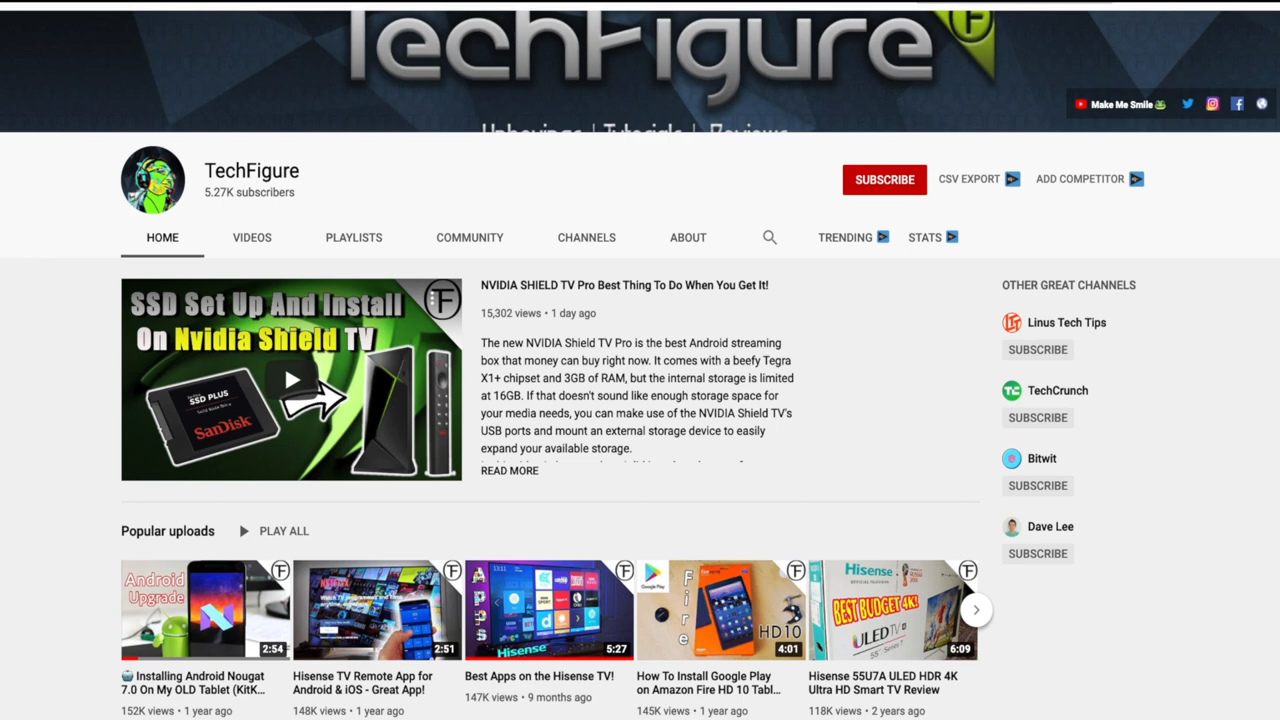 TechFigure
Unboxings | Tutorials | Reviews
Make Me Smile
TechFigure
5.27K subscribers
SUBSCRIBE
CSV EXPORT
ADD COMPETITOR
HOME
VIDEOS
PLAYLISTS
COMMUNITY
CHANNELS
ABOUT
TRENDING
STATS
SSD Set Up And Install
On Nvidia Shield TV
SSD PLUS
SanDisk
NVIDIA SHIELD TV Pro Best Thing To Do When You Get It!
15,302 views • 1 day ago
The new NVIDIA Shield TV Pro is the best Android streaming
box that money can buy right now. It comes with a beefy Tegra
X1+ chipset and 3GB of RAM, but the internal storage is limited
at 16GB. If that doesn't sound like enough storage space for
your media needs, you can make use of the NVIDIA Shield TV's
USB ports and mount an external storage device to easily
expand your available storage.
READ MORE
OTHER GREAT CHANNELS
Linus Tech Tips
SUBSCRIBE
TechCrunch
SUBSCRIBE
Bitwit
SUBSCRIBE
Dave Lee
SUBSCRIBE
Popular uploads
PLAY ALL
Android
Upgrade
2:54
NETFLIX
2:51
Apps
Hisense
5:27
Google Play
Fire
HD10
4:01
Hisense
BEST BUDGET 4K!
ULED TV
55"
6:09
Installing Android Nougat
7.0 On My OLD Tablet (KitK...
152K views • 1 year ago
Hisense TV Remote App for
Android & iOS - Great App!
148K views • 1 year ago
Best Apps on the Hisense TV!
147K views • 9 months ago
How To Install Google Play
on Amazon Fire HD 10 Tabl...
145K views • 1 year ago
Hisense 55U7A ULED HDR 4K
Ultra HD Smart TV Review
118K views • 2 years ago